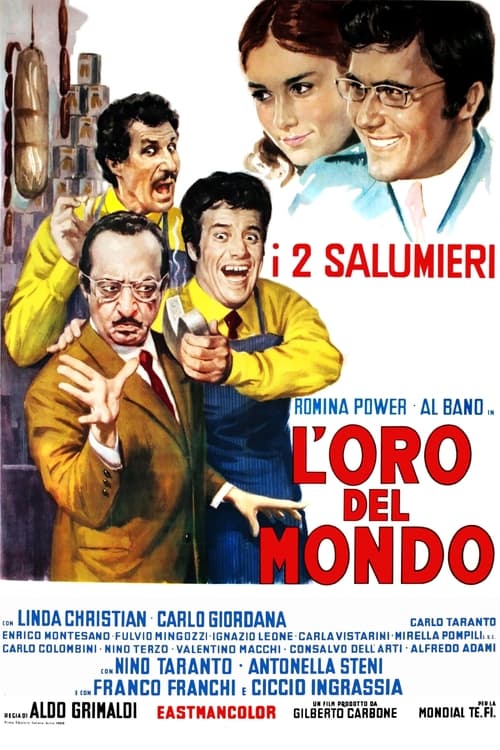 i 2 SALUMIERI
ROMINA POWER · AL BANO in
L'ORO
DEL
MONDO
con LINDA CHRISTIAN · CARLO GIORDANA
CARLO TARANTO
ENRICO MONTESANO · FULVIO MINGOZZI · IGNAZIO LEONE · CARLA VISTARINI · MIRELLA POMPILI
CARLO COLOMBINI · NINO TERZO · VALENTINO MACCHI · CONSALVO DELL'ARTI · ALFREDO ADAMI
con NINO TARANTO · ANTONELLA STENI
e con FRANCO FRANCHI e CICCIO INGRASSIA
REGIA DI ALDO GRIMALDI EASTMANCOLOR UN FILM PRODOTTO DA GILBERTO CARBONE PER LA MONDIAL TE.FI.